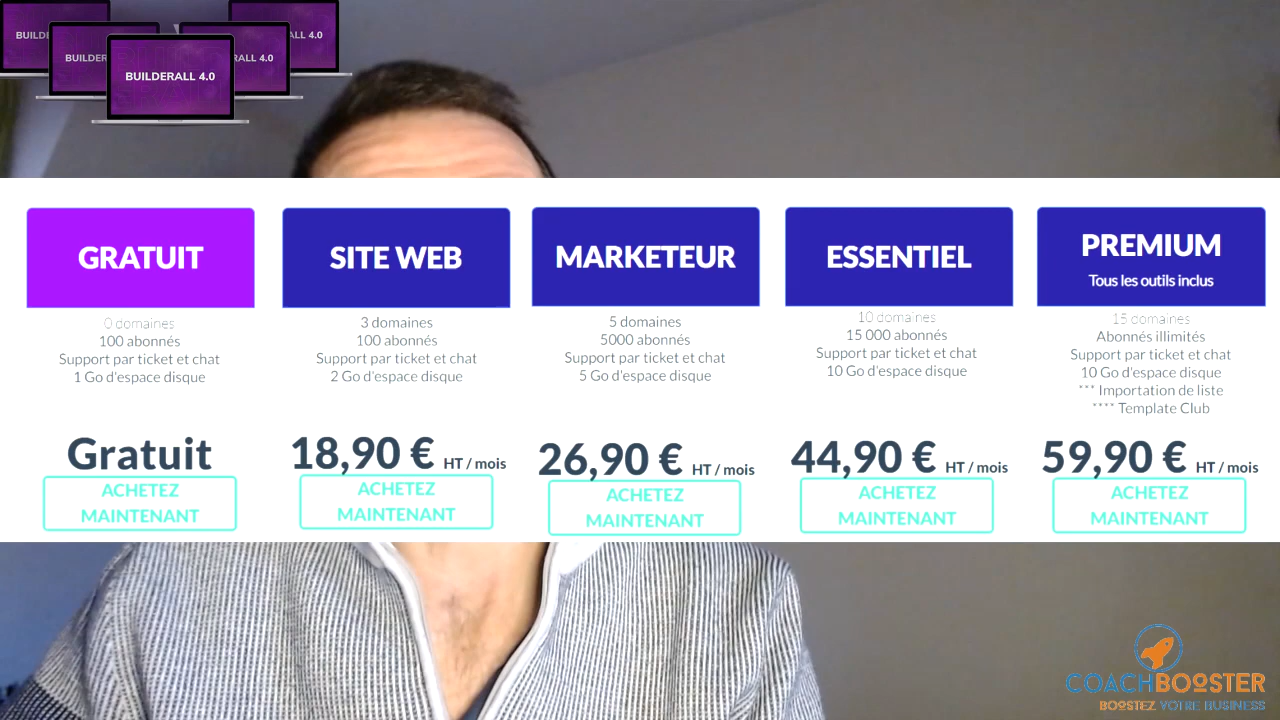 BUILDERALL 4.0
GRATUIT
0 domaines
100 abonnés
Support par ticket et chat
1 Go d'espace disque
Gratuit
ACHETEZ
MAINTENANT
SITE WEB
3 domaines
100 abonnés
Support par ticket et chat
2 Go d'espace disque
18,90 € HT / mois
ACHETEZ
MAINTENANT
MARKETEUR
5 domaines
5000 abonnés
Support par ticket et chat
5 Go d'espace disque
26,90 € HT / mois
ACHETEZ
MAINTENANT
ESSENTIEL
10 domaines
15 000 abonnés
Support par ticket et chat
10 Go d'espace disque
44,90 € HT / mois
ACHETEZ
MAINTENANT
PREMIUM
Tous les outils inclus
15 domaines
Abonnés illimités
Support par ticket et chat
10 Go d'espace disque
*** Importation de liste
**** Template Club
59,90 € HT / mois
ACHETEZ
MAINTENANT
COACHBOOSTER
BOOSTEZ VOTRE BUSINESS